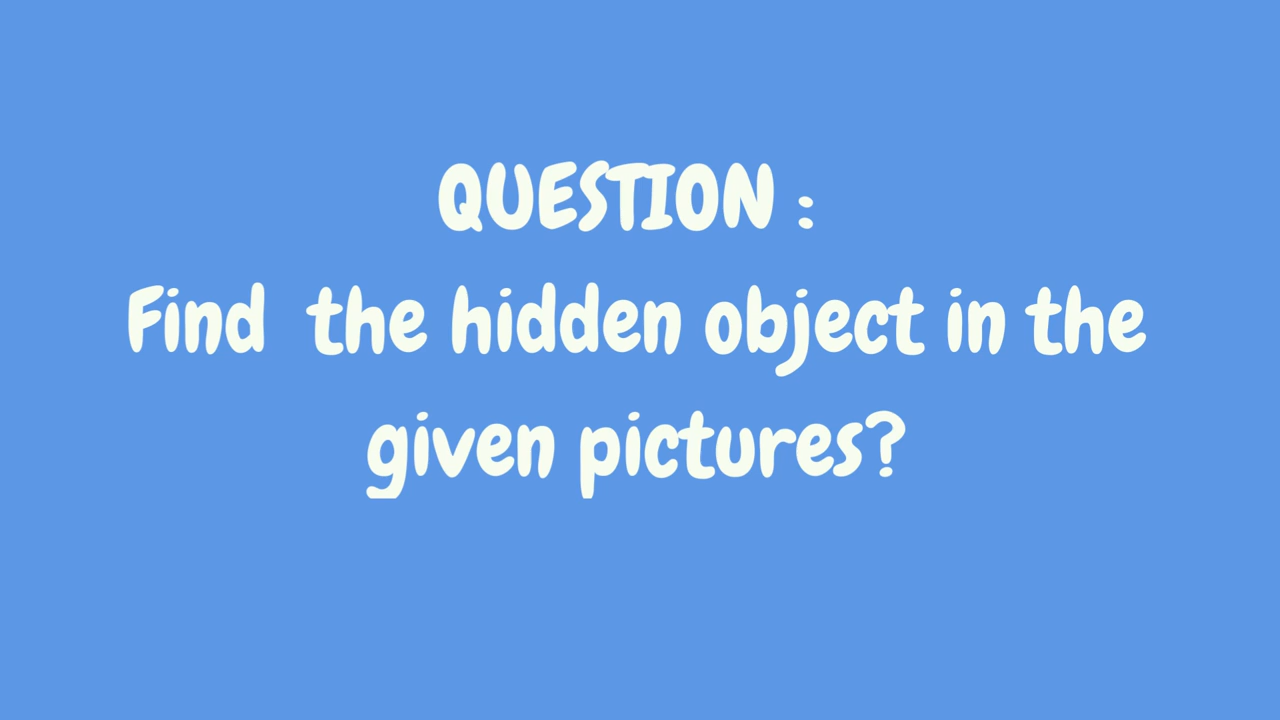 QUESTION :
Find  the hidden object in the
given pictures?